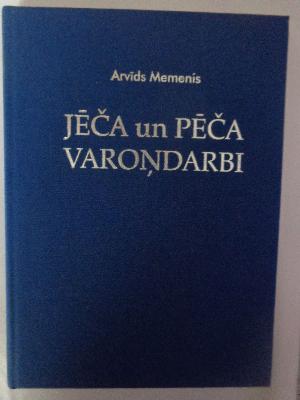 Arvīds Memenis
JĒČA un PĒČA
VAROŅDARBI